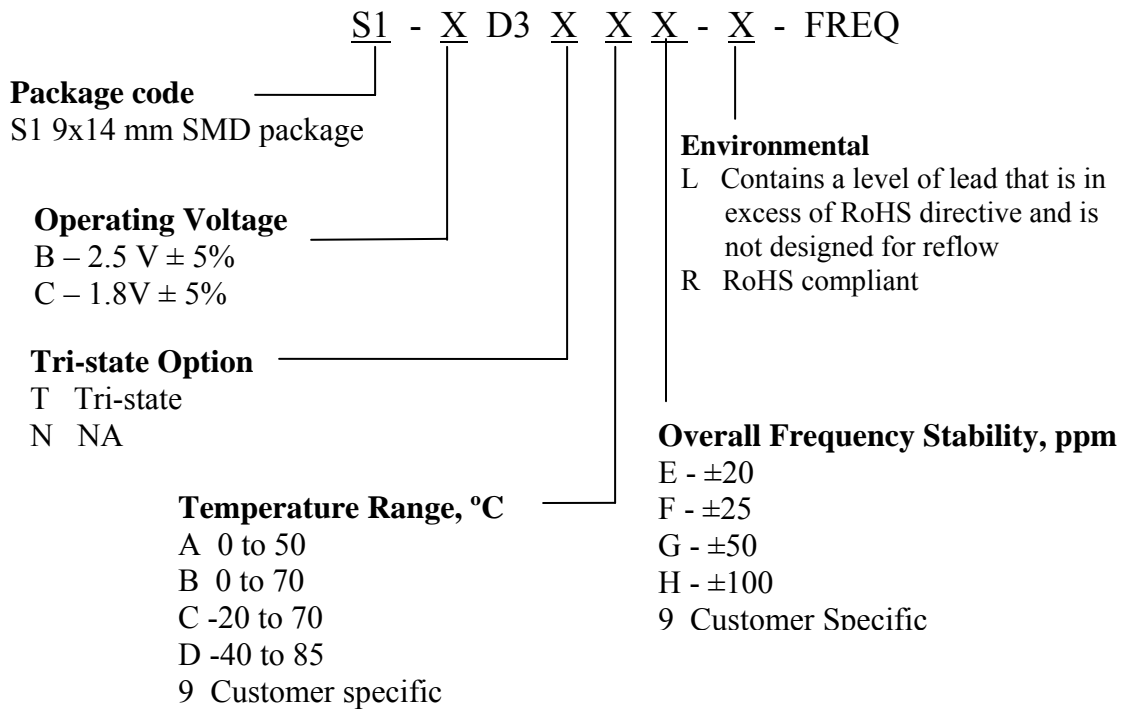 S1 - X D3 X X X - X - FREQ
Package code
S1 9x14 mm SMD package
Operating Voltage
B – 2.5 V ± 5%
C – 1.8V ± 5%
Tri-state Option
T Tri-state
N NA
Temperature Range, ºC
A 0 to 50
B 0 to 70
C -20 to 70
D -40 to 85
9 Customer specific
Environmental
L Contains a level of lead that is in
excess of RoHS directive and is
not designed for reflow
R RoHS compliant
Overall Frequency Stability, ppm
E - ±20
F - ±25
G - ±50
H - ±100
9 Customer Specific